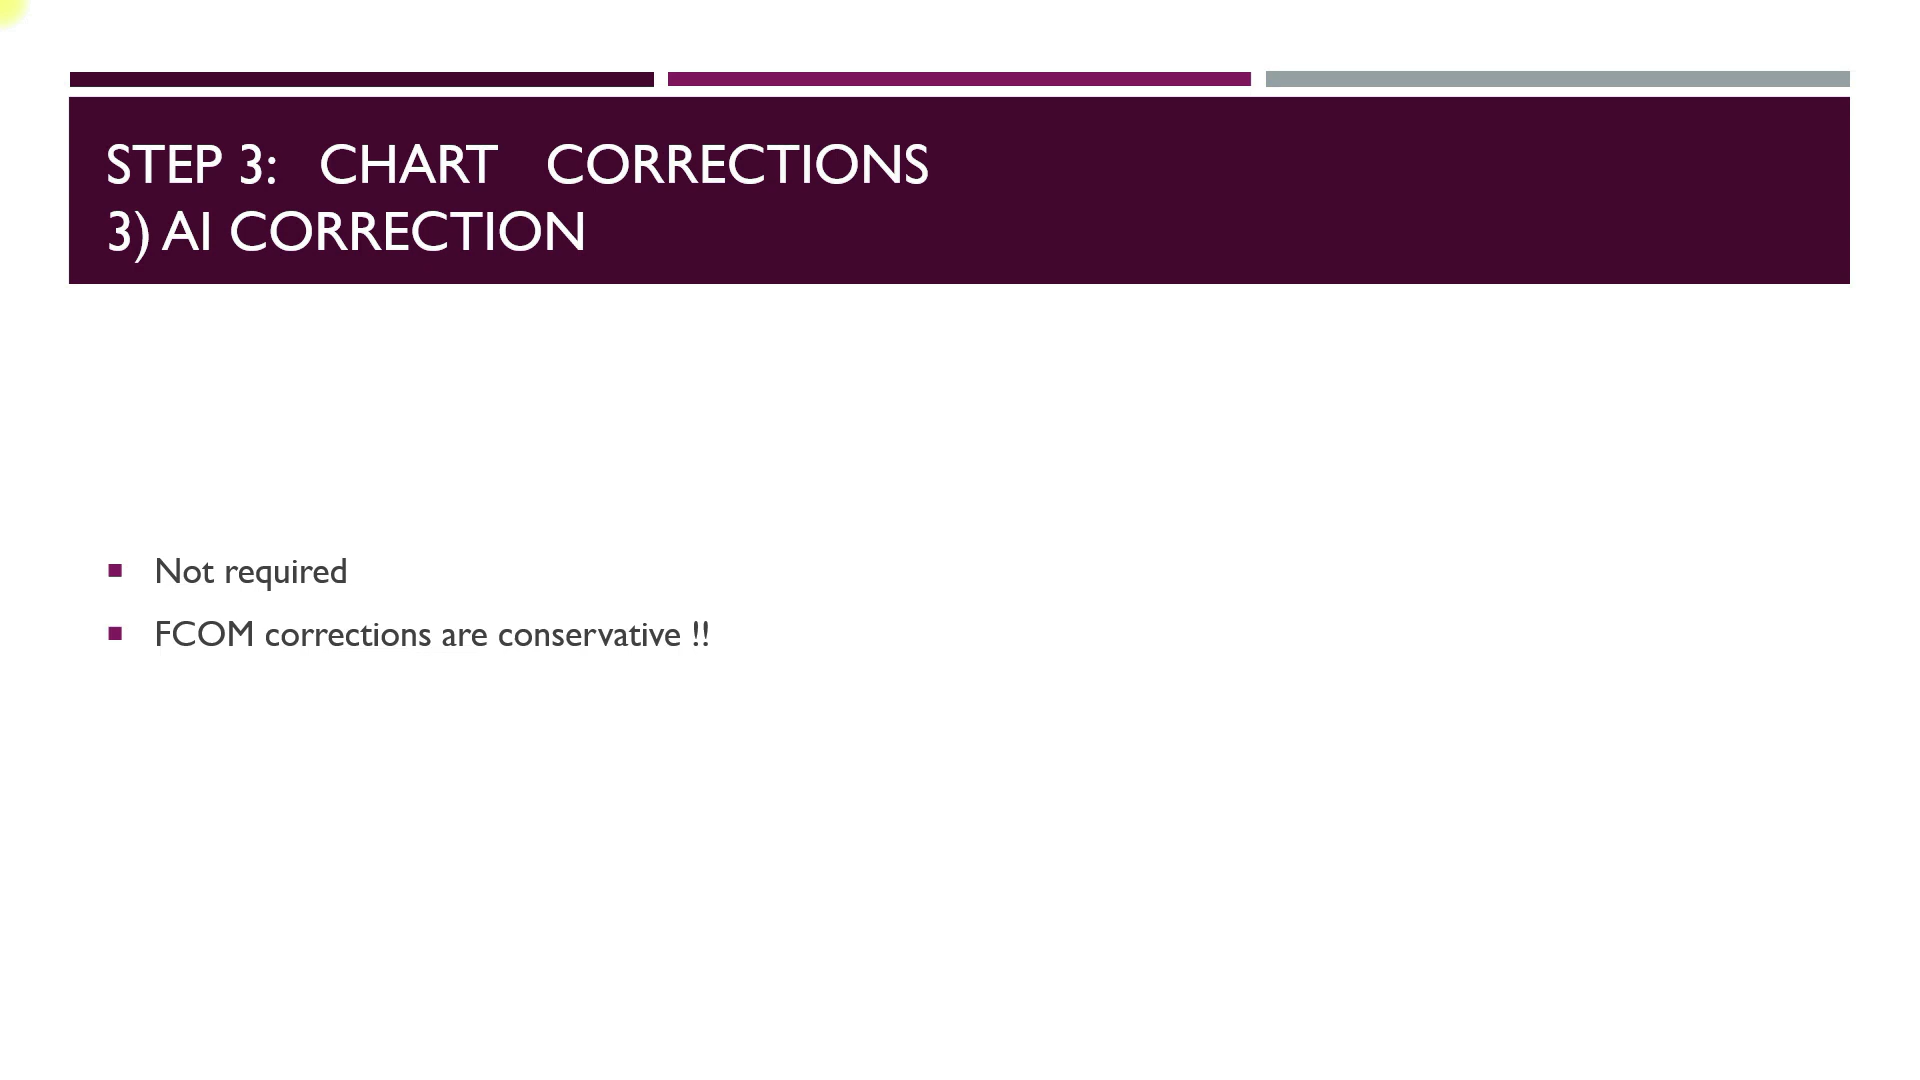 STEP 3: CHART CORRECTIONS
3) AI CORRECTION
Not required
FCOM corrections are conservative !!